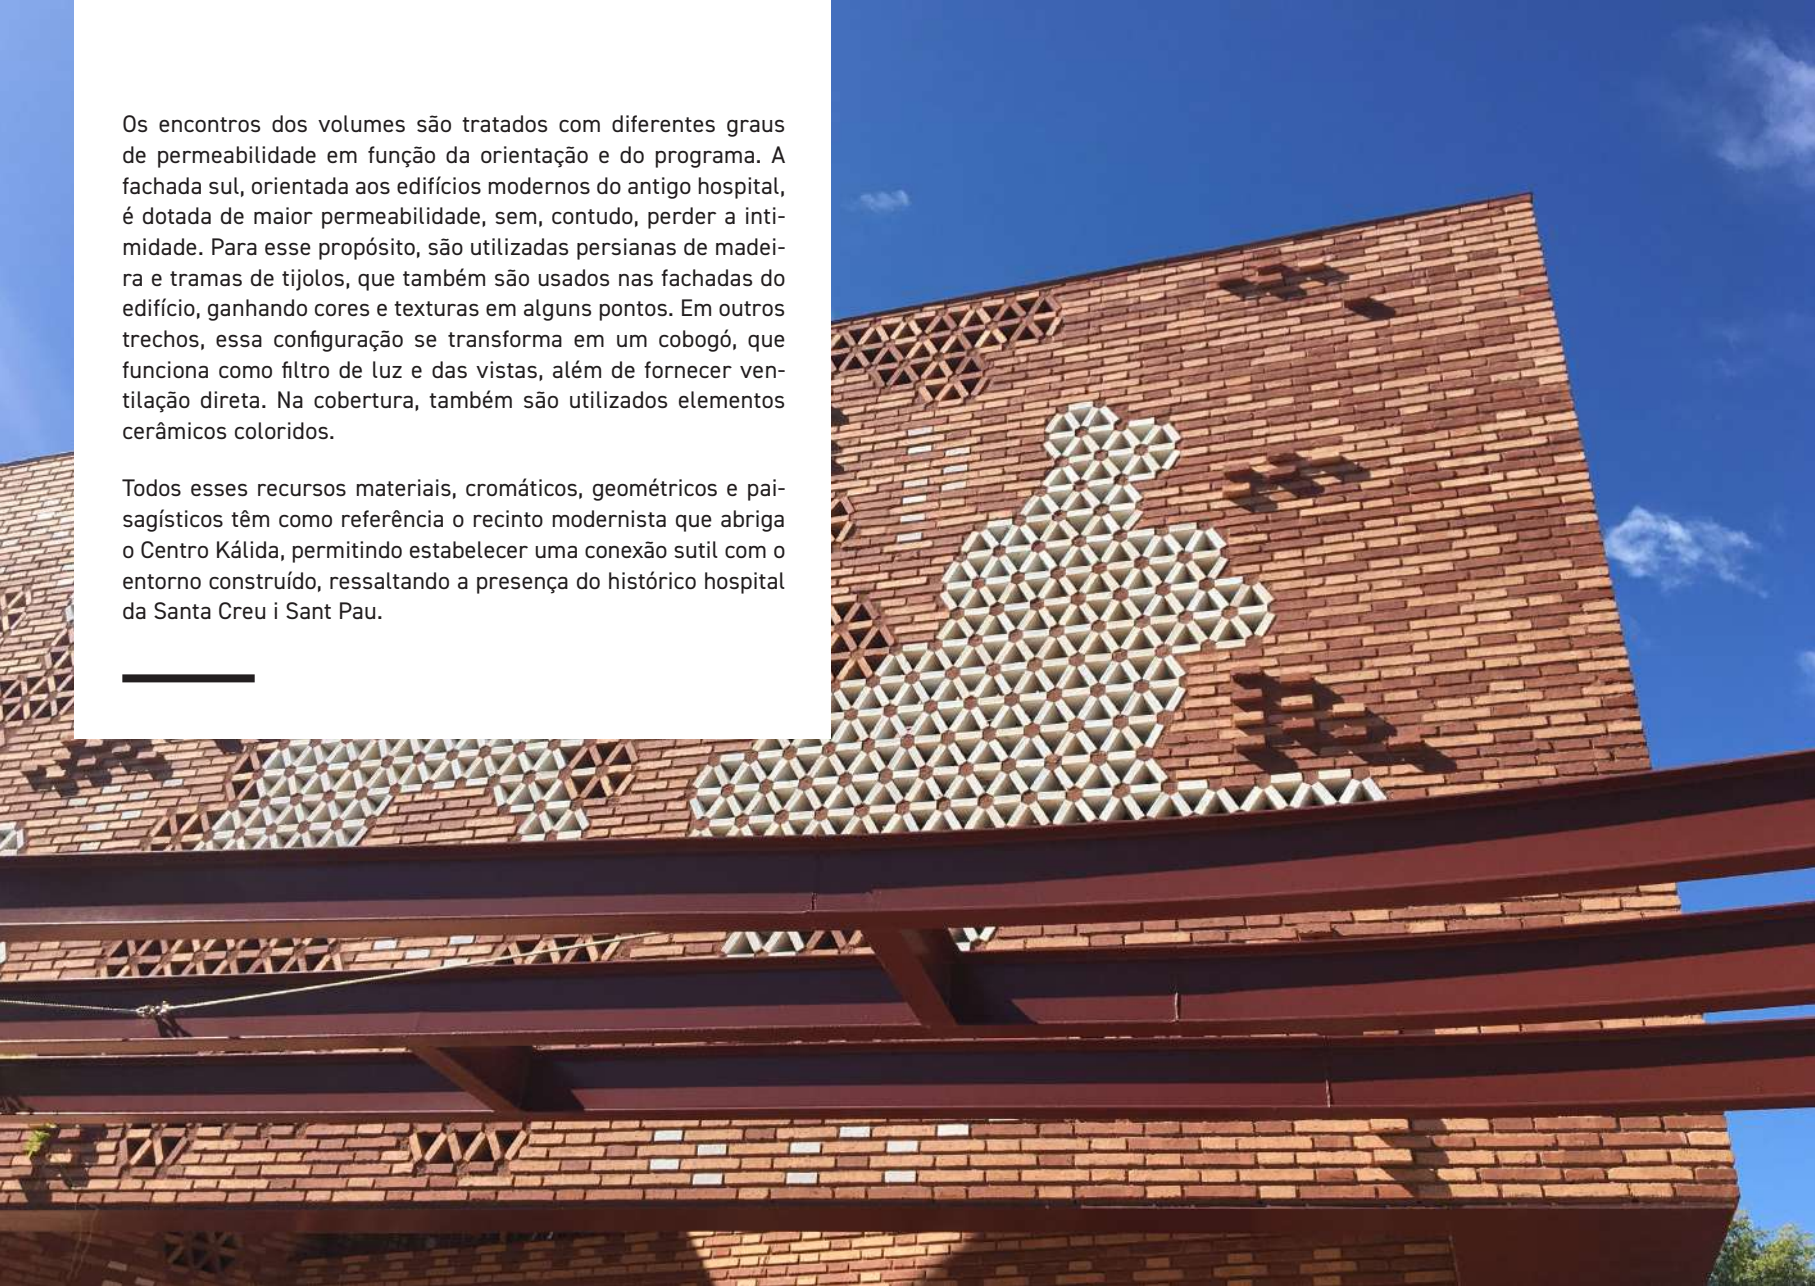 Os encontros dos volumes são tratados com diferentes graus
de permeabilidade em função da orientação e do programa. A
fachada sul, orientada aos edifícios modernos do antigo hospital,
é dotada de maior permeabilidade, sem, contudo, perder a inti-
midade. Para esse propósito, são utilizadas persianas de madei-
ra e tramas de tijolos, que também são usados nas fachadas do
edifício, ganhando cores e texturas em alguns pontos. Em outros
trechos, essa configuração se transforma em um cobogó, que
funciona como filtro de luz e das vistas, além de fornecer ven-
tilação direta. Na cobertura, também são utilizados elementos
cerâmicos coloridos.
Todos esses recursos materiais, cromáticos, geométricos e pai-
sagísticos têm como referência o recinto modernista que abriga
o Centro Kálida, permitindo estabelecer uma conexão sutil com o
entorno construído, ressaltando a presença do histórico hospital
da Santa Creu i Sant Pau.